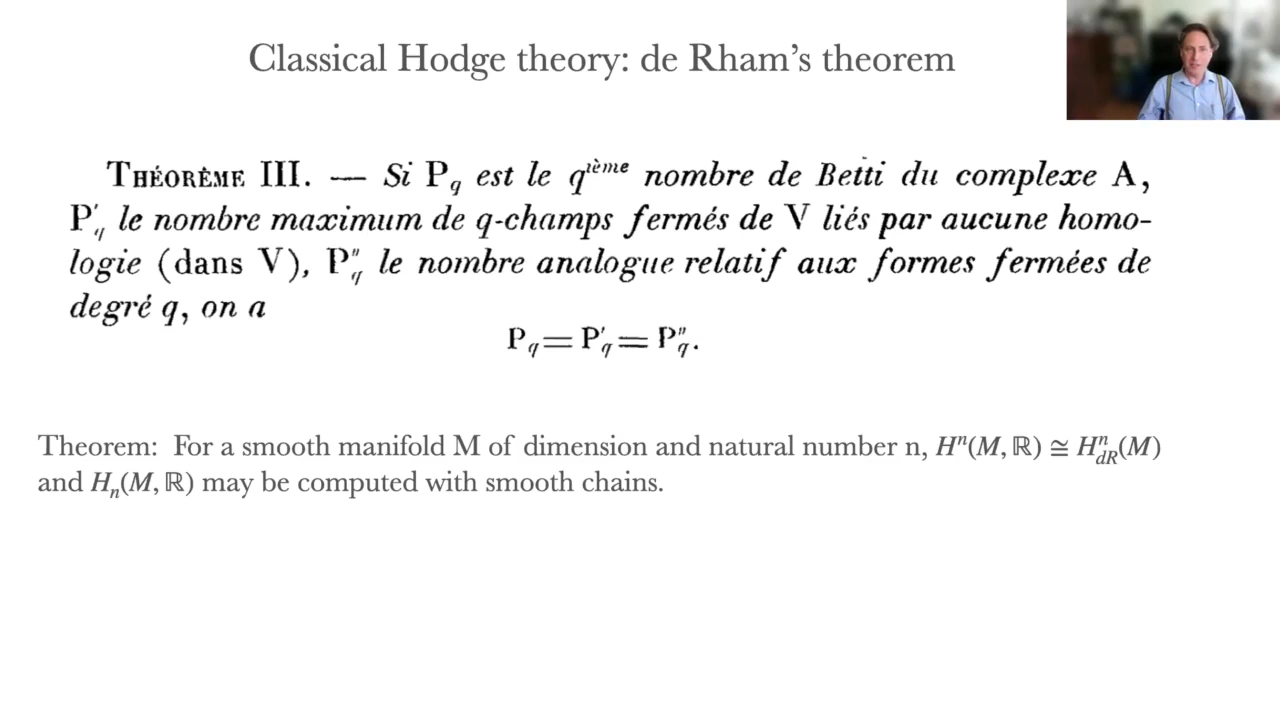 Classical Hodge theory: de Rham’s theorem
THÉORÈME III. — Si P_q est le q^ième nombre de Betti du complexe A,
P'_q le nombre maximum de q-champs fermés de V liés par aucune homo-
logie (dans V), P''_q le nombre analogue relatif aux formes fermées de
degré q, on a
P_q = P'_q = P''_q.
Theorem: For a smooth manifold M of dimension and natural number n, H^n(M, ℝ) ≅ H^n_dR(M)
and H_n(M, ℝ) may be computed with smooth chains.